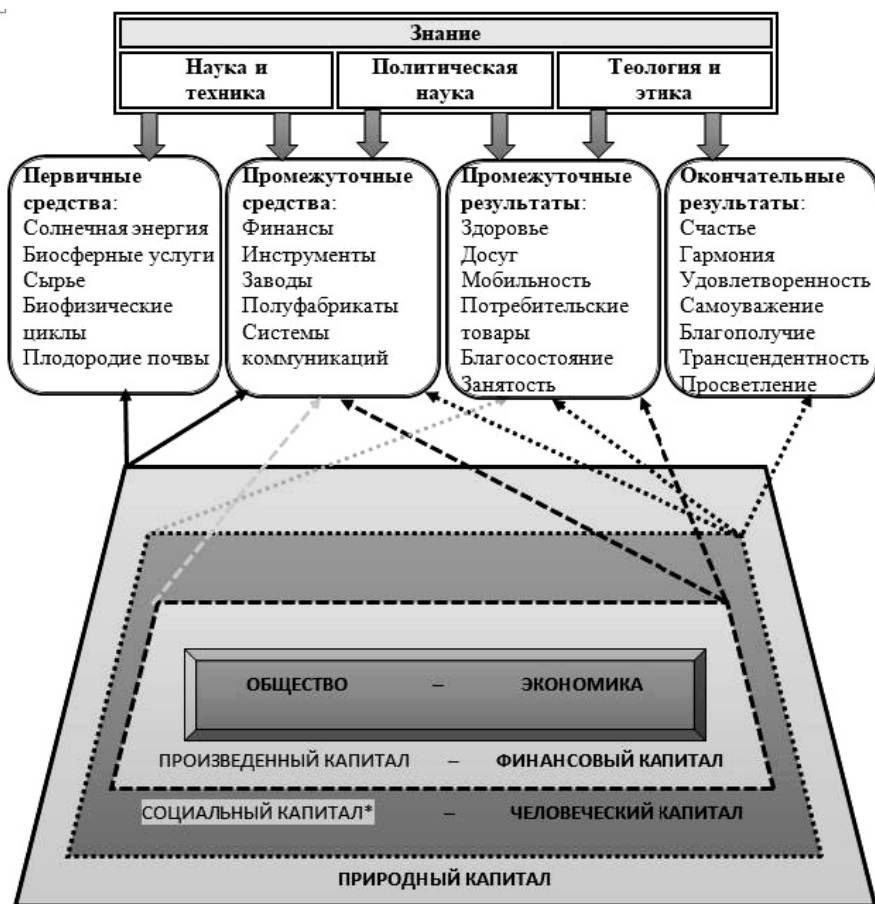 Знание
Наука и
техника
Политическая
наука
Теология и
этика
Первичные
средства:
Солнечная энергия
Биосферные услуги
Сырье
Биофизические
циклы
Плодородие почвы
Промежуточные
средства:
Финансы
Инструменты
Заводы
Полуфабрикаты
Системы
коммуникаций
Промежуточные
результаты:
Здоровье
Досуг
Мобильность
Потребительские
товары
Благосостояние
Занятость
Окончательные
результаты:
Счастье
Гармония
Удовлетворенность
Самоуважение
Благополучие
Трансцендентность
Просветление
ОБЩЕСТВО – ЭКОНОМИКА
ПРОИЗВЕДЕННЫЙ КАПИТАЛ – ФИНАНСОВЫЙ КАПИТАЛ
СОЦИАЛЬНЫЙ КАПИТАЛ* – ЧЕЛОВЕЧЕСКИЙ КАПИТАЛ
ПРИРОДНЫЙ КАПИТАЛ